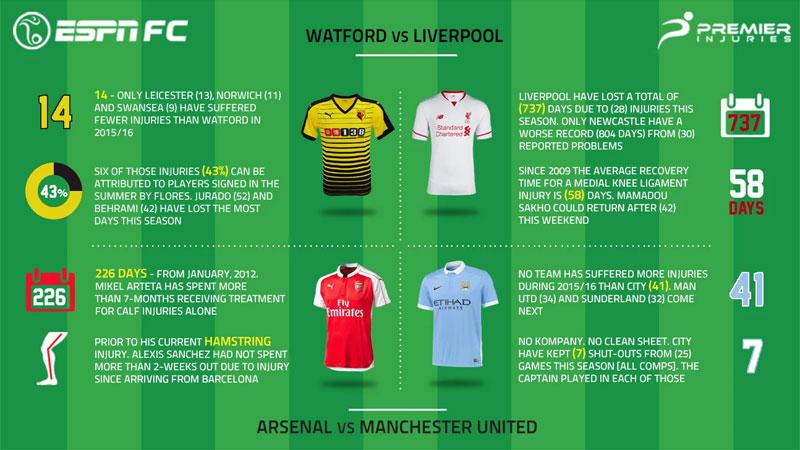 ESPN FC
WATFORD VS LIVERPOOL
PREMIER
INJURIES
14
14 - ONLY LEICESTER (13), NORWICH (11)
AND SWANSEA (9) HAVE SUFFERED
FEWER INJURIES THAN WATFORD IN
2015/16
138
Standard
Chartered
LIVERPOOL HAVE LOST A TOTAL OF
(737) DAYS DUE TO (28) INJURIES THIS
SEASON. ONLY NEWCASTLE HAVE A
WORSE RECORD (804 DAYS) FROM (30)
REPORTED PROBLEMS
737
43%
SIX OF THOSE INJURIES (43%) CAN BE
ATTRIBUTED TO PLAYERS SIGNED IN THE
SUMMER BY FLORES. JURADO (52) AND
BEHRAMI (42) HAVE LOST THE MOST
DAYS THIS SEASON
SINCE 2009 THE AVERAGE RECOVERY
TIME FOR A MEDIAL KNEE LIGAMENT
INJURY IS (58) DAYS. MAMADOU
SAKHO COULD RETURN AFTER (42)
THIS WEEKEND
58
DAYS
226
226 DAYS - FROM JANUARY, 2012.
MIKEL ARTETA HAS SPENT MORE
THAN 7-MONTHS RECEIVING TREATMENT
FOR CALF INJURIES ALONE
Fly
Emirates
ETIHAD
AIRWAYS
NO TEAM HAS SUFFERED MORE INJURIES
DURING 2015/16 THAN CITY (41). MAN
UTD (34) AND SUNDERLAND (32) COME
NEXT
41
PRIOR TO HIS CURRENT HAMSTRING
INJURY. ALEXIS SANCHEZ HAD NOT SPENT
MORE THAN 2-WEEKS OUT DUE TO INJURY
SINCE ARRIVING FROM BARCELONA
NO KOMPANY. NO CLEAN SHEET. CITY
HAVE KEPT (7) SHUT-OUTS FROM (25)
GAMES THIS SEASON [ALL COMPS]. THE
CAPTAIN PLAYED IN EACH OF THOSE
7
ARSENAL VS MANCHESTER UNITED